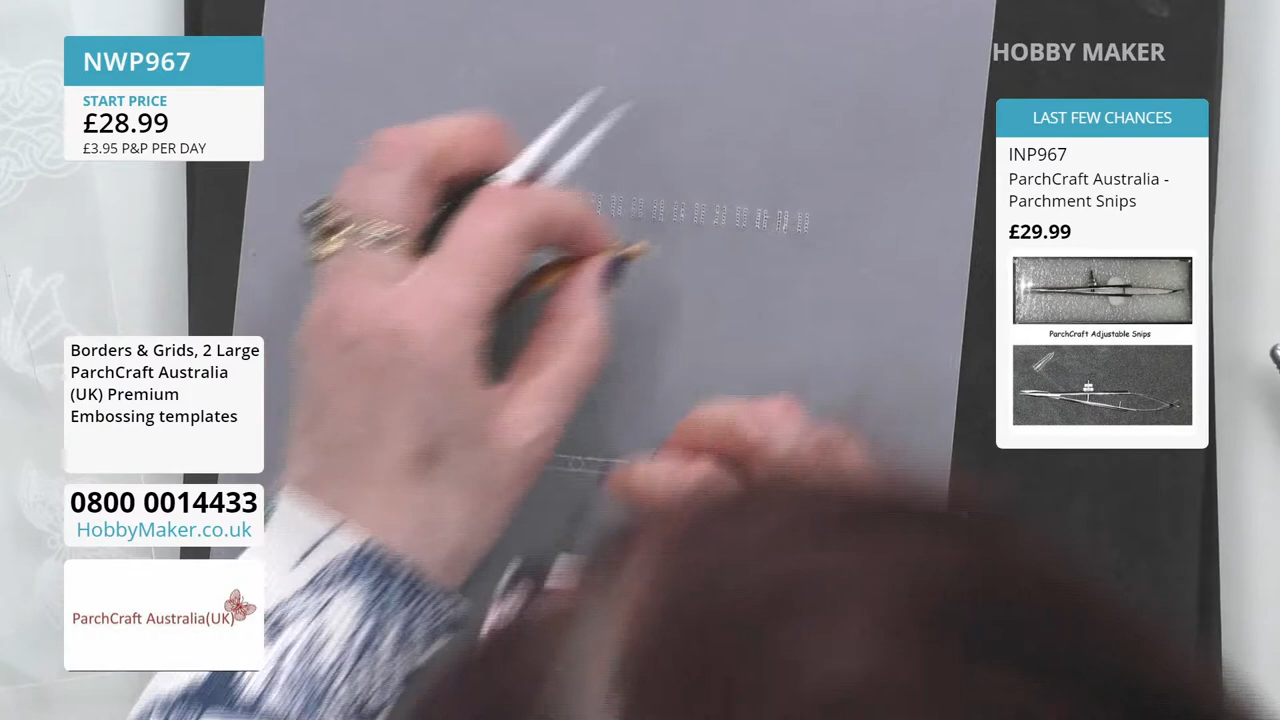 NWP967
START PRICE
£28.99
£3.95 P&P PER DAY
Borders & Grids, 2 Large
ParchCraft Australia
(UK) Premium
Embossing templates
0800 0014433
HobbyMaker.co.uk
ParchCraft Australia(UK)
HOBBY MAKER
LAST FEW CHANCES
INP967
ParchCraft Australia -
Parchment Snips
£29.99
ParchCraft Adjustable Snips